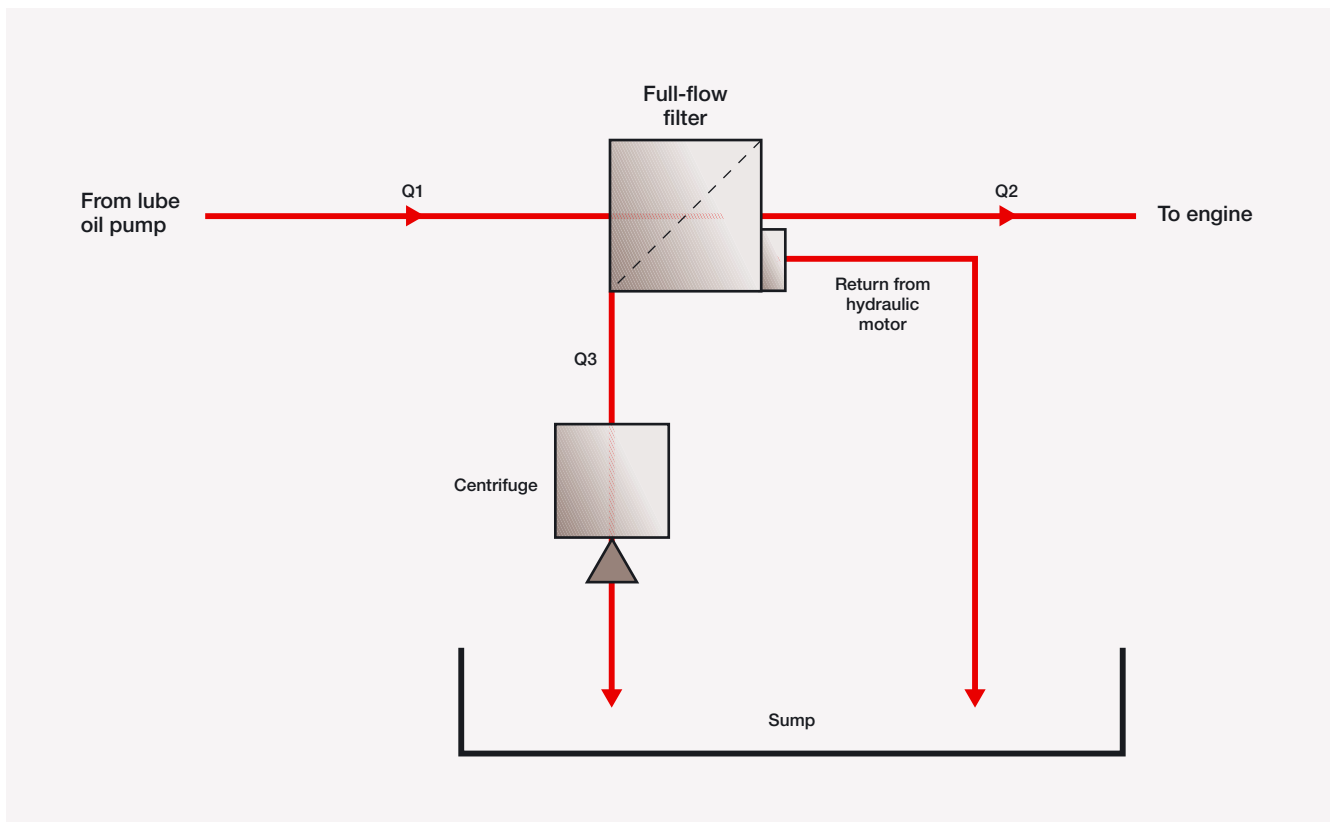 Full-flow
filter
From lube
oil pump
Q1
Q2
To engine
Return from
hydraulic
motor
Q3
Centrifuge
Sump